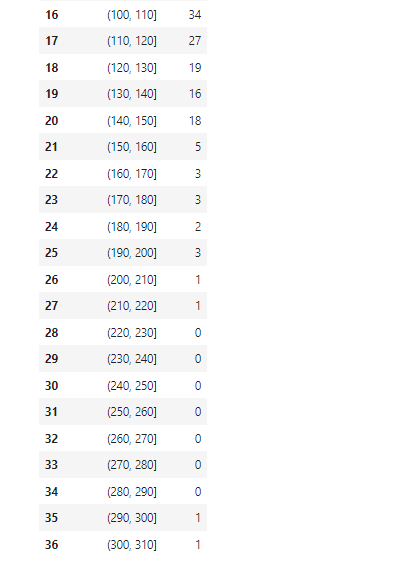 16 (100, 110] 34
17 (110, 120] 27
18 (120, 130] 19
19 (130, 140] 16
20 (140, 150] 18
21 (150, 160] 5
22 (160, 170] 3
23 (170, 180] 3
24 (180, 190] 2
25 (190, 200] 3
26 (200, 210] 1
27 (210, 220] 1
28 (220, 230] 0
29 (230, 240] 0
30 (240, 250] 0
31 (250, 260] 0
32 (260, 270] 0
33 (270, 280] 0
34 (280, 290] 0
35 (290, 300] 1
36 (300, 310] 1